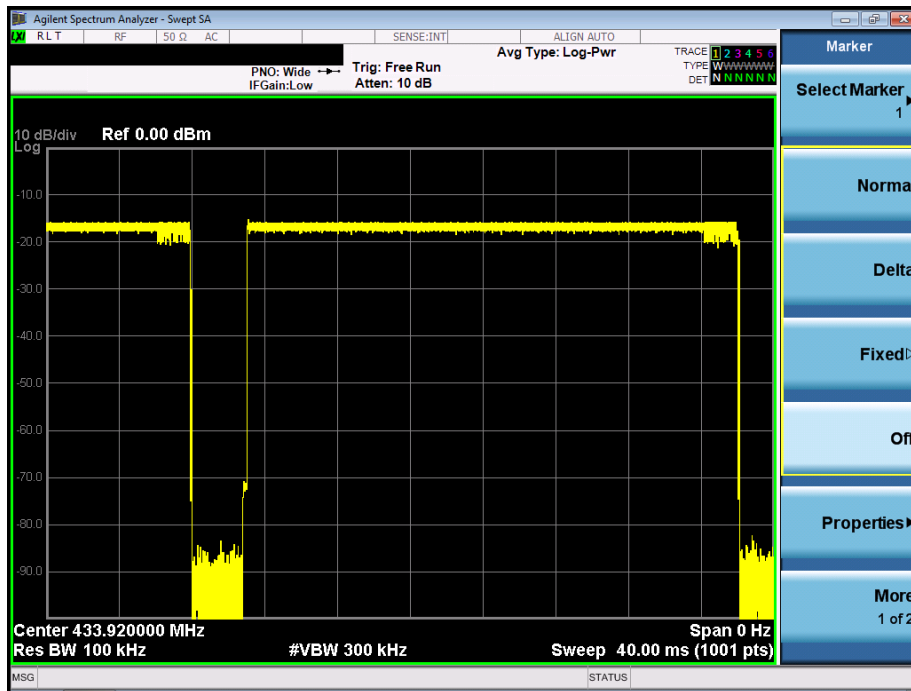 Agilent Spectrum Analyzer - Swept SA
LXI RLT RF 50 Ω AC SENSE:INT ALIGN AUTO
PNO: Wide
IFGain:Low
Trig: Free Run
Atten: 10 dB
Avg Type: Log-Pwr
TRACE 1 2 3 4 5 6
TYPE WWWWWW
DET N N N N N N
10 dB/div
Log
Ref 0.00 dBm
-10.0
-20.0
-30.0
-40.0
-50.0
-60.0
-70.0
-80.0
-90.0
Center 433.920000 MHz
Span 0 Hz
Res BW 100 kHz
#VBW 300 kHz
Sweep 40.00 ms (1001 pts)
MSG
STATUS
Marker
Select Marker
1
Norma
Delta
Fixed
Off
Properties
More
1 of 2